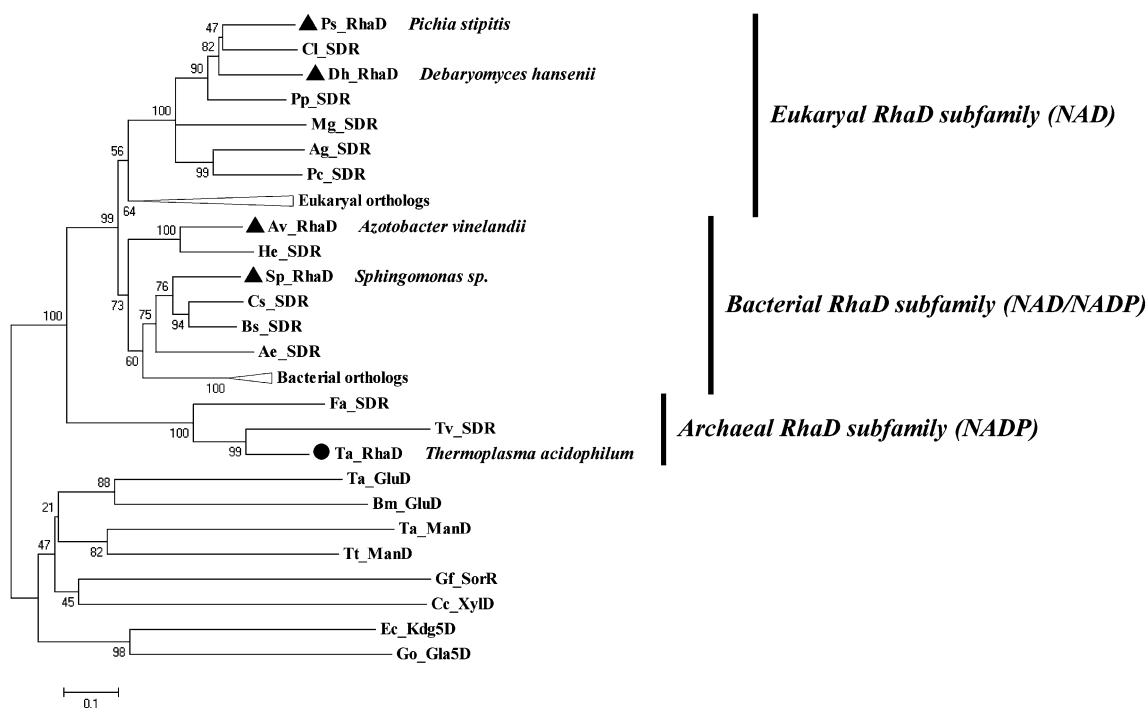 47
Ps_RhaD Pichia stipitis
82
Cl_SDR
90
Dh_RhaD Debaryomyces hansenii
Pp_SDR
100
Mg_SDR
Eukaryal RhaD subfamily (NAD)
56
Ag_SDR
99
Pc_SDR
64
Eukaryal orthologs
99
Av_RhaD Azotobacter vinelandii
100
He_SDR
Sp_RhaD Sphingomonas sp.
76
73
Cs_SDR
Bacterial RhaD subfamily (NAD/NADP)
75
94
Bs_SDR
100
60
Ae_SDR
100
Bacterial orthologs
Fa_SDR
100
Tv_SDR
Archaeal RhaD subfamily (NADP)
99
Ta_RhaD Thermoplasma acidophilum
88
Ta_GluD
21
Bm_GluD
Ta_ManD
47
82
Tt_ManD
Gf_SorR
45
Cc_XylD
Ec_Kdg5D
98
Go_Gla5D
0.1